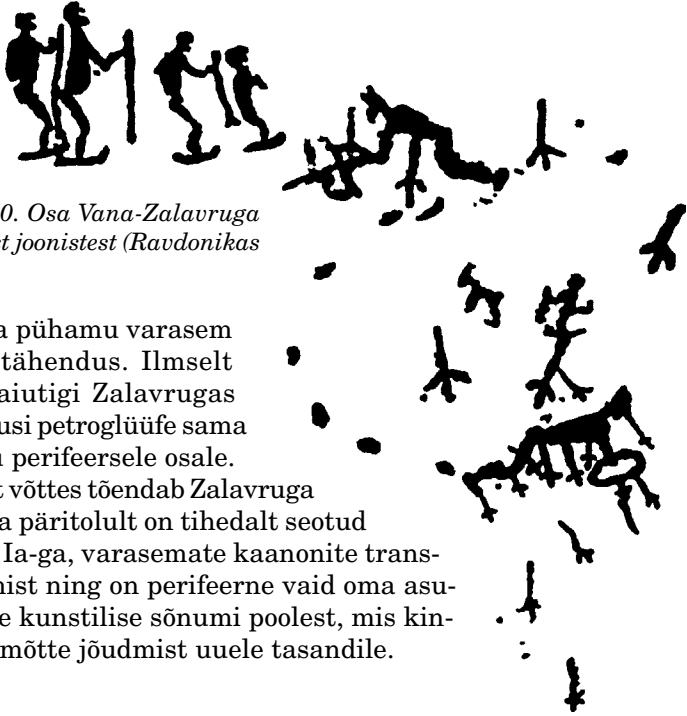 0. Osa Vana-Zalavruga
t joonistest (Ravdonikas
a pühamu varasem
tähendus. Ilmselt
aiutigi Zalavrugas
usi petroglüüfe sama
u perifeersele osale.
t võttes tõendab Zalavruga
a päritolult on tihedalt seotud
Ia-ga, varasemate kaanonite trans-
nist ning on perifeerne vaid oma asu-
e kunstilise sõnumi poolest, mis kin-
mõtte jõudmist uuele tasandile.